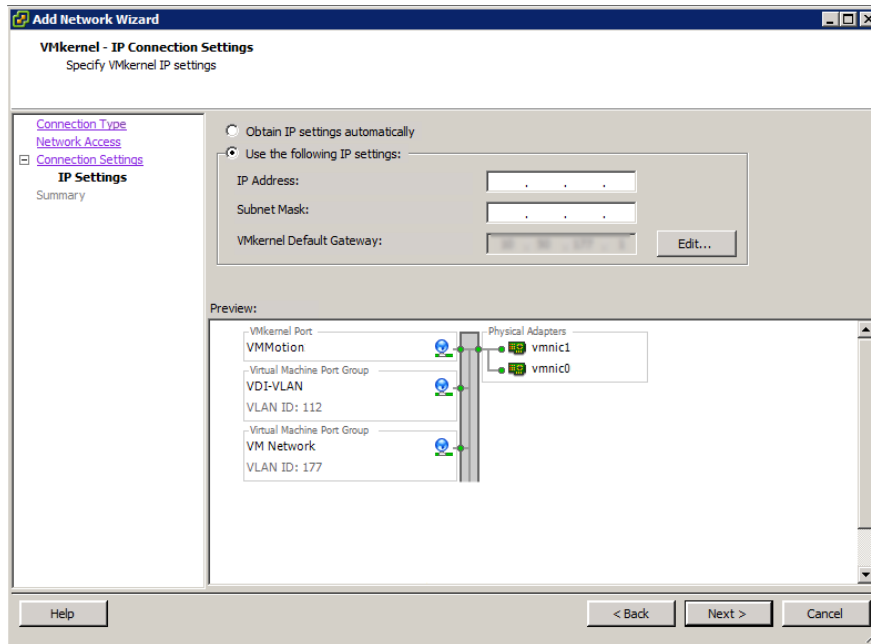 Add Network Wizard
VMkernel - IP Connection Settings
Specify VMkernel IP settings
Connection Type
Network Access
Connection Settings
IP Settings
Summary
Obtain IP settings automatically
Use the following IP settings:
IP Address:
. . .
Subnet Mask:
. . .
VMkernel Default Gateway:
Edit...
Preview:
VMkernel Port
VMMotion
Virtual Machine Port Group
VDI-VLAN
VLAN ID: 112
Virtual Machine Port Group
VM Network
VLAN ID: 177
Physical Adapters
vmnic1
vmnic0
Help
< Back
Next >
Cancel